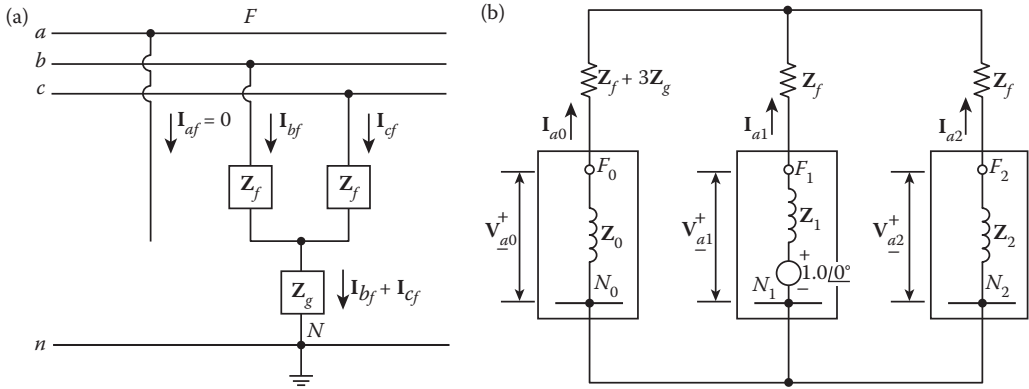 (a)
F
a
b
c
I_af = 0
I_bf
I_cf
Z_f
Z_f
Z_g
I_bf + I_cf
N
n
(b)
Z_f + 3Z_g
Z_f
Z_f
I_a0
I_a1
I_a2
F_0
F_1
F_2
+
V_a0
−
Z_0
N_0
+
V_a1
−
Z_1
+
1.0/0°
−
N_1
+
V_a2
−
Z_2
N_2